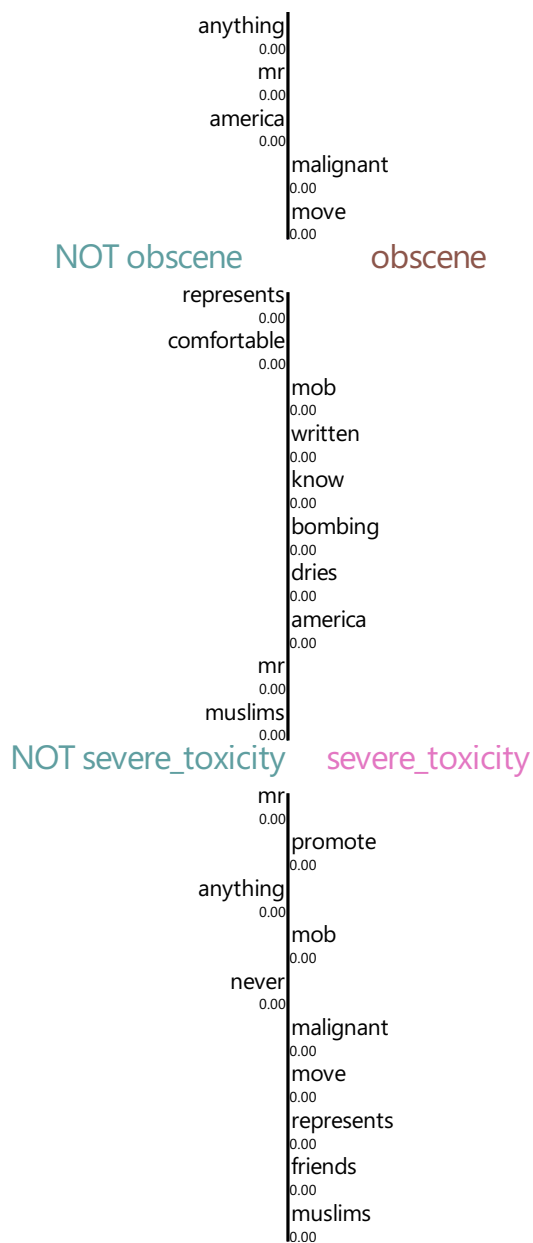 anything
0.00
mr
0.00
america
0.00
malignant
0.00
move
0.00
NOT obscene obscene
represents
0.00
comfortable
0.00
mob
0.00
written
0.00
know
0.00
bombing
0.00
dries
0.00
america
0.00
mr
0.00
muslims
0.00
NOT severe_toxicity severe_toxicity
mr
0.00
promote
0.00
anything
0.00
mob
0.00
never
0.00
malignant
0.00
move
0.00
represents
0.00
friends
0.00
muslims
0.00